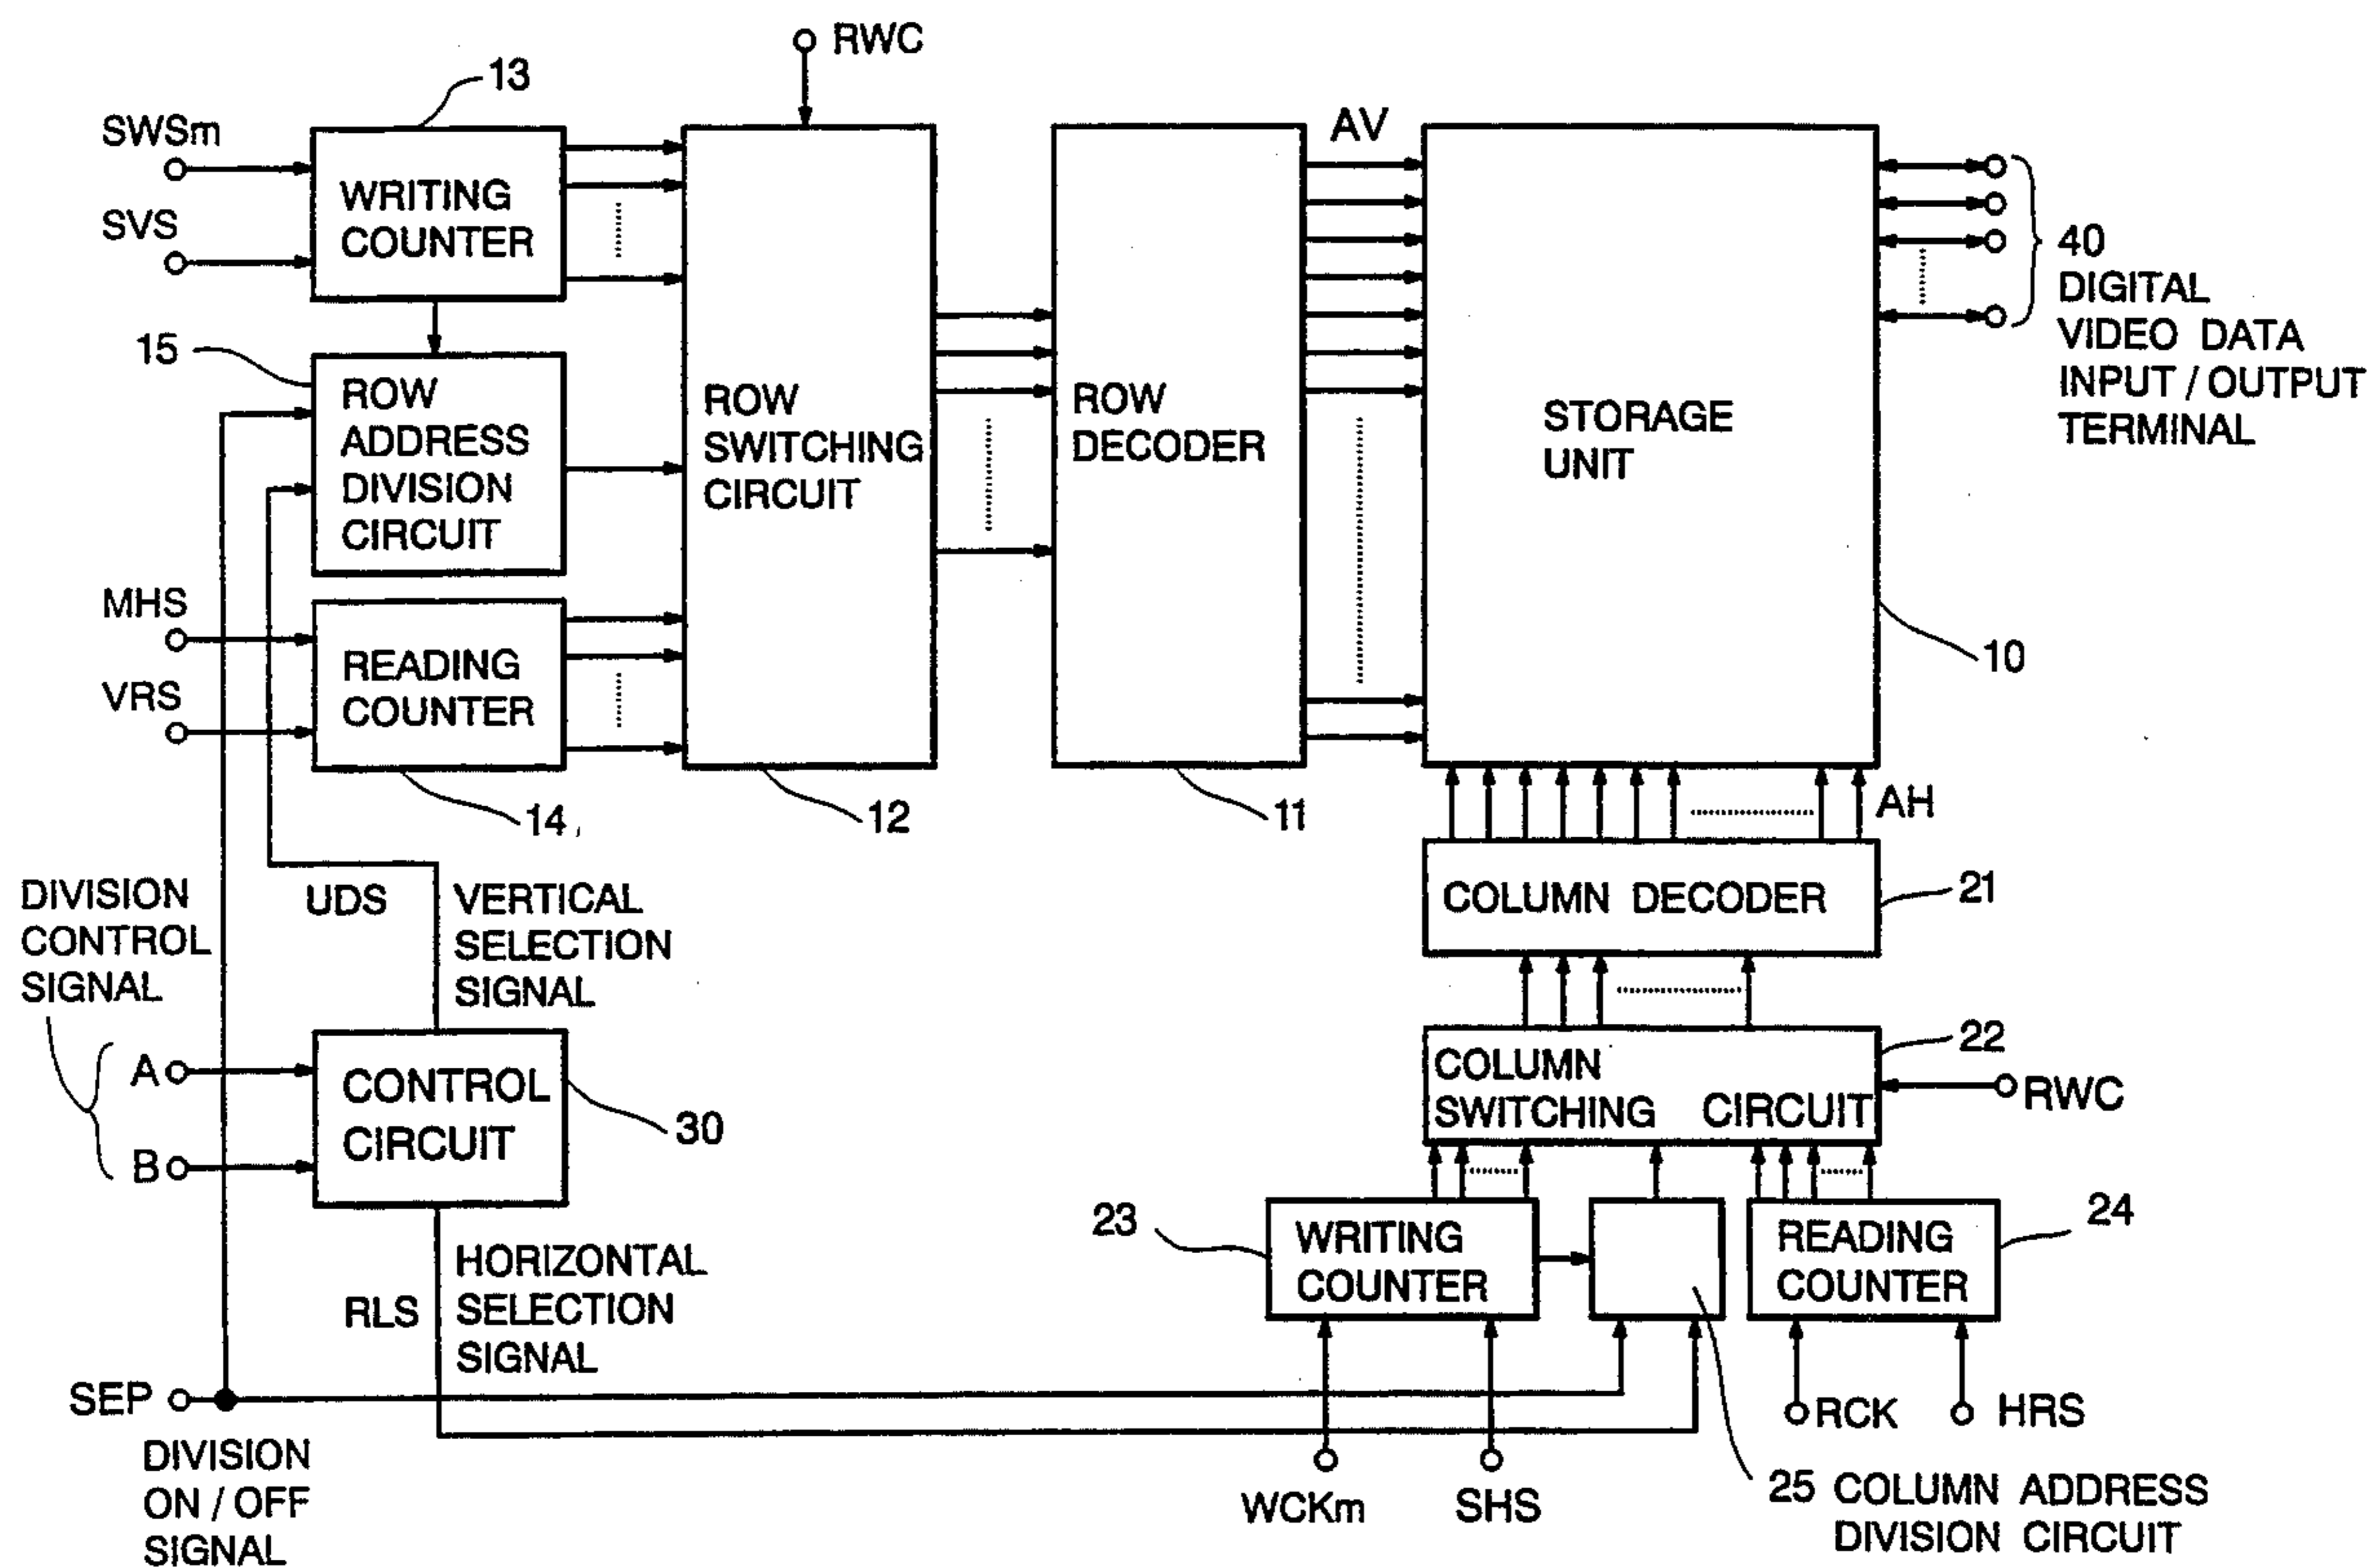 RWC
13
SWSm
SVS
WRITING
COUNTER
15
ROW
ADDRESS
DIVISION
CIRCUIT
MHS
VRS
READING
COUNTER
14
ROW
SWITCHING
CIRCUIT
12
ROW
DECODER
11
AV
STORAGE
UNIT
10
40
DIGITAL
VIDEO DATA
INPUT / OUTPUT
TERMINAL
AH
COLUMN DECODER
21
COLUMN
SWITCHING CIRCUIT
22
RWC
23
WRITING
COUNTER
READING
COUNTER
24
RCK
HRS
WCKm
SHS
25 COLUMN ADDRESS
DIVISION CIRCUIT
DIVISION
CONTROL
SIGNAL
UDS
VERTICAL
SELECTION
SIGNAL
A
B
CONTROL
CIRCUIT
30
RLS
HORIZONTAL
SELECTION
SIGNAL
SEP
DIVISION
ON / OFF
SIGNAL